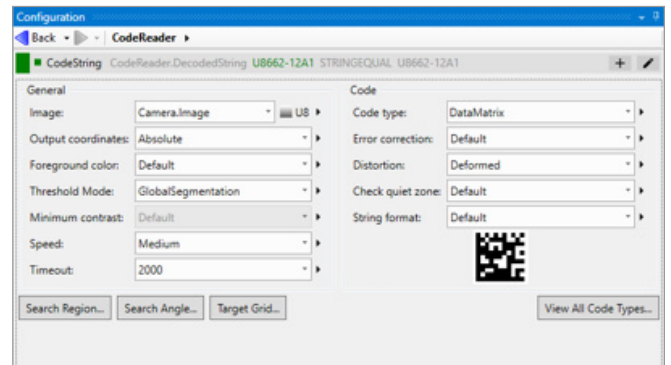 Configuration
Back CodeReader
CodeString CodeReader.DecodedString U8662-12A1 STRINGEQUAL U8662-12A1
General
Image: Camera.Image U8
Output coordinates: Absolute
Foreground color: Default
Threshold Mode: GlobalSegmentation
Minimum contrast: Default
Speed: Medium
Timeout: 2000
Search Region... Search Angle... Target Grid...
Code
Code type: DataMatrix
Error correction: Default
Distortion: Deformed
Check quiet zone: Default
String format: Default
View All Code Types...